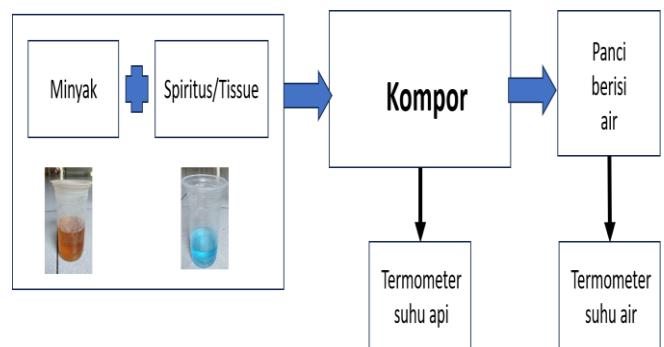 Minyak
Spiritus/Tissue
Kompor
Panci
berisi
air
Termometer
suhu api
Termometer
suhu air